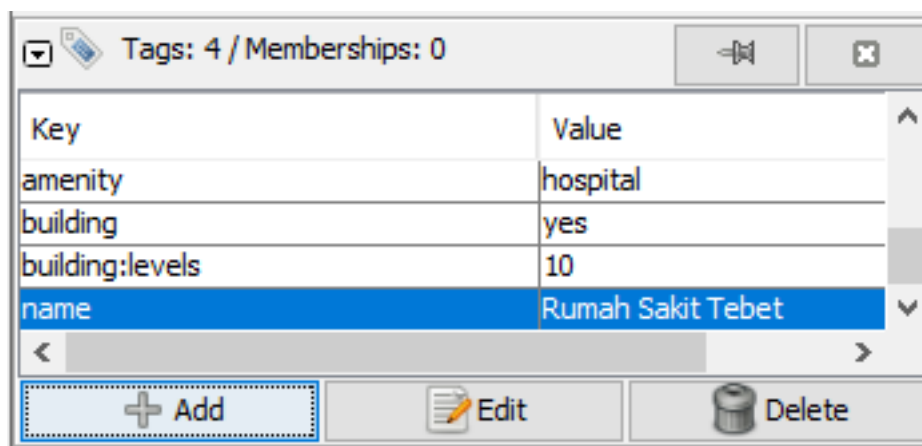 Tags: 4 / Memberships: 0
Key Value
amenity hospital
building yes
building:levels 10
name Rumah Sakit Tebet
Add Edit Delete